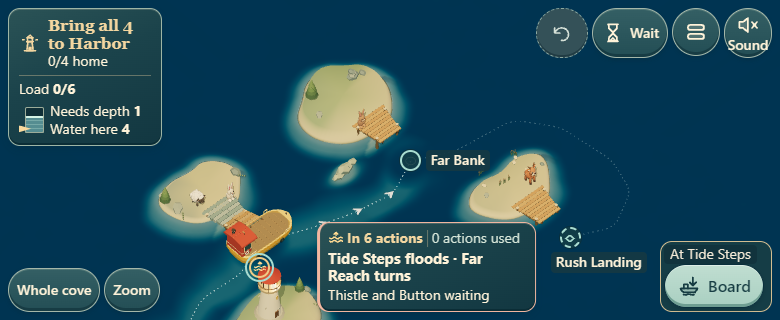 Bring all 4
to Harbor
0/4 home
Load 0/6
Needs depth 1
Water here 4
Wait
Sound
Far Bank
In 6 actions | 0 actions used
Tide Steps floods · Far
Reach turns
Thistle and Button waiting
Rush Landing
At Tide Steps
Board
Whole cove
Zoom